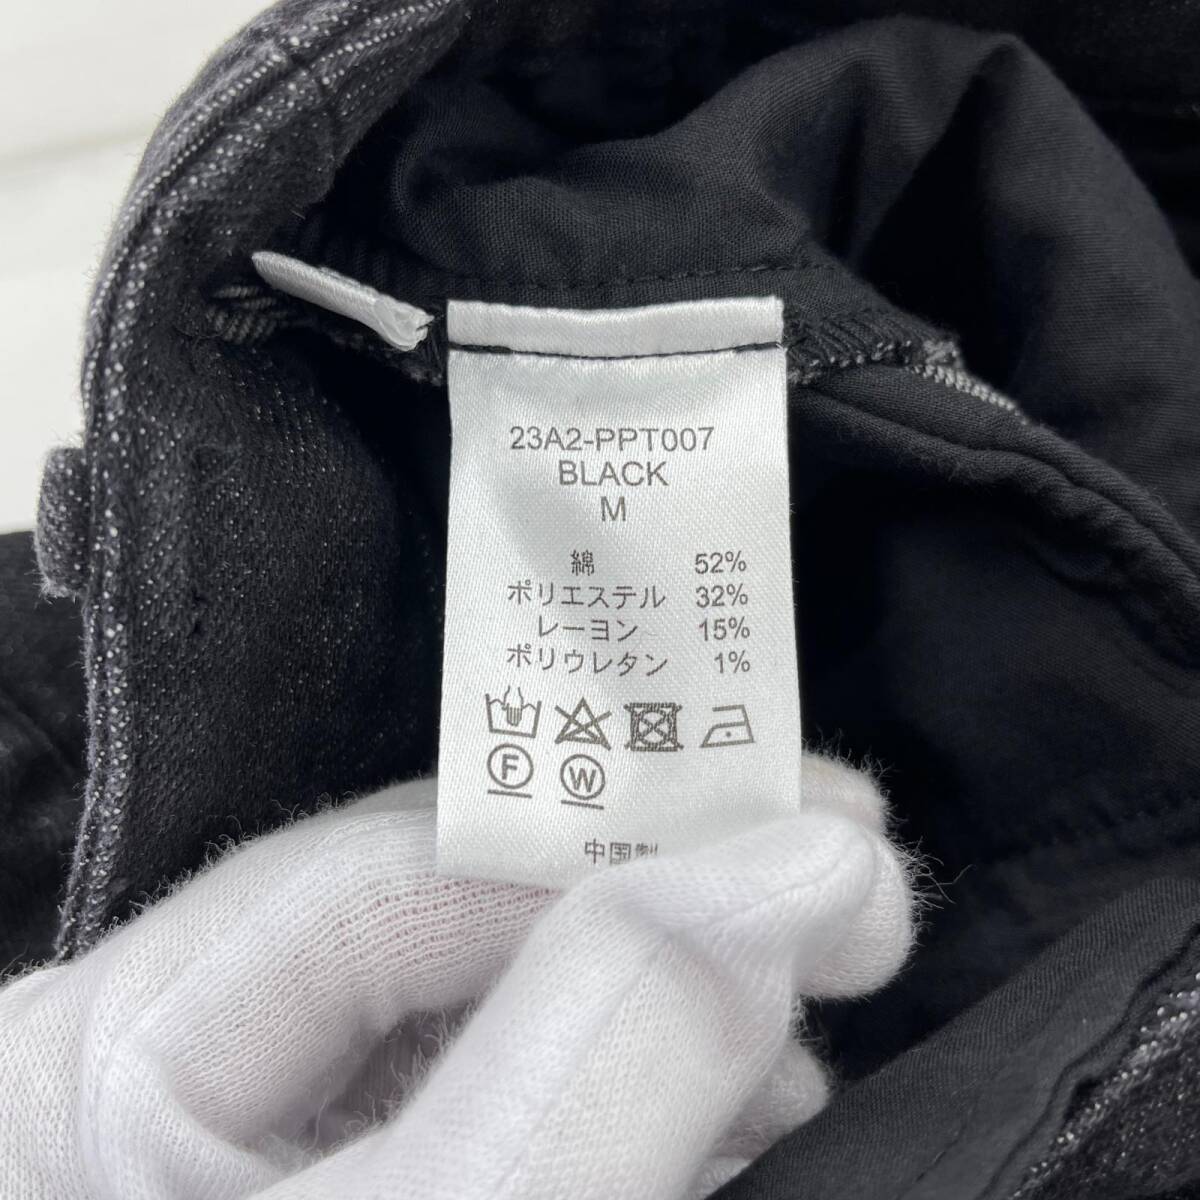 23A2-PPT007
BLACK
M
綿 52%
ポリエステル 32%
レーヨン 15%
ポリウレタン 1%
F W
中国製